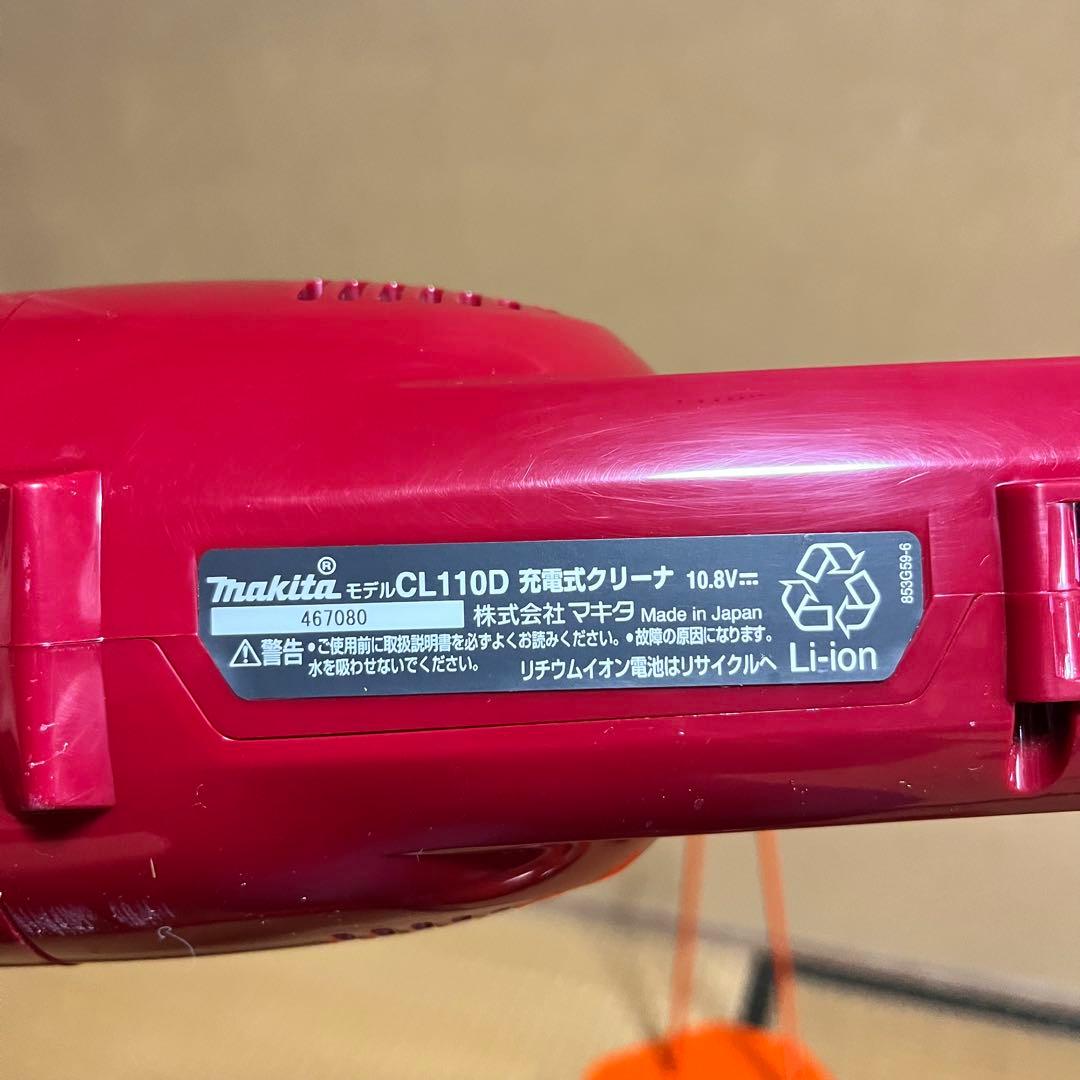 makita® モデルCL110D 充電式クリーナ 10.8V⎓
467080 株式会社マキタ Made in Japan
⚠警告 •ご使用前に取扱説明書を必ずよくお読みください。•故障の原因になります。
水を吸わせないでください。 リチウムイオン電池はリサイクルへ
Li-ion
853G59-6